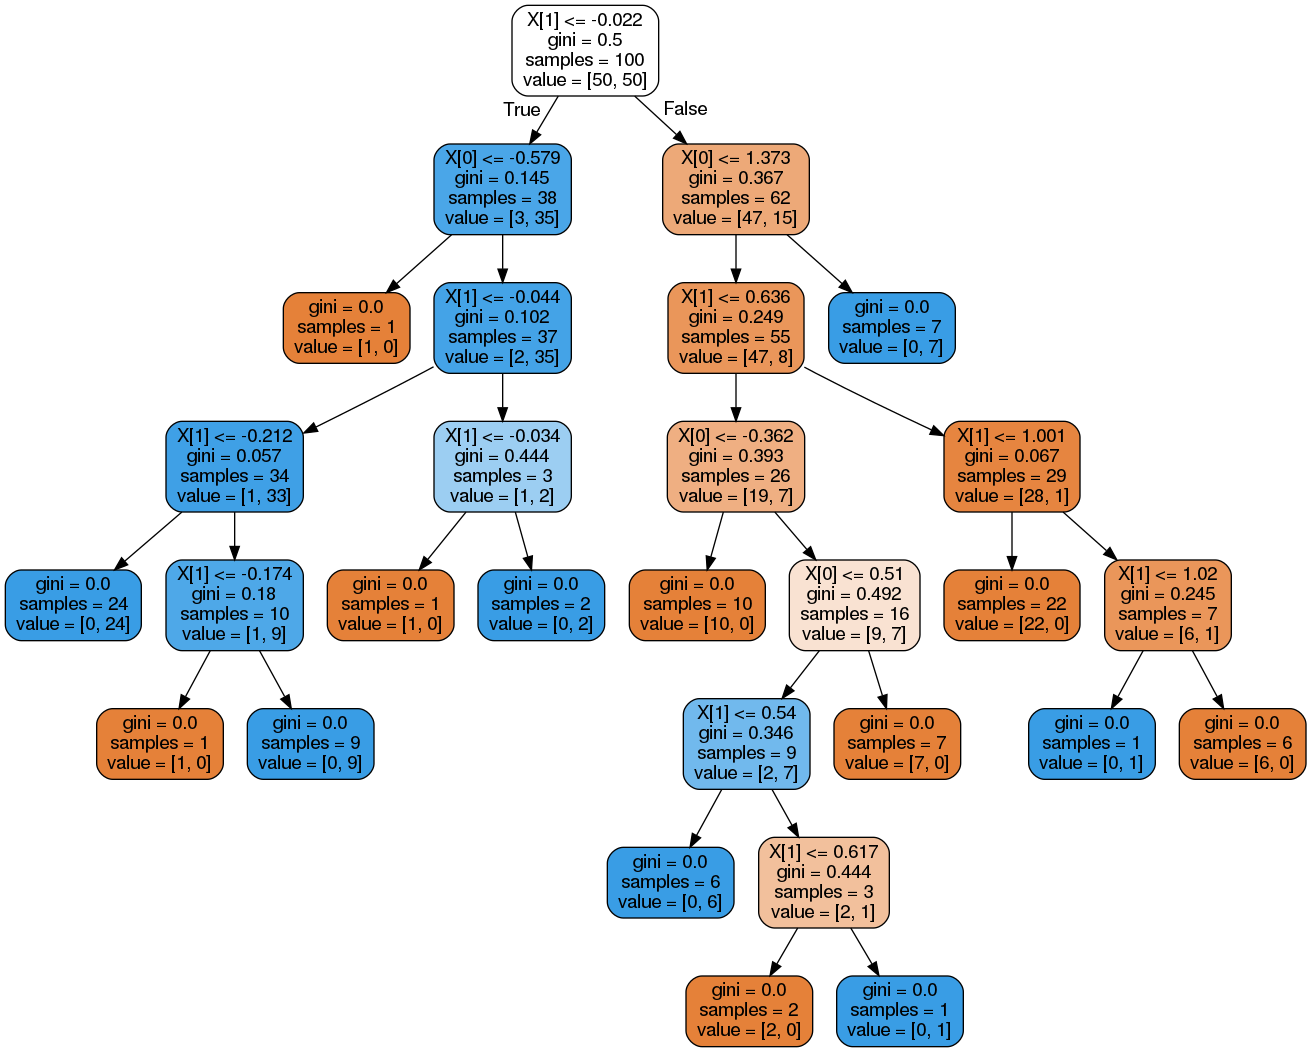 X[1] <= -0.022
gini = 0.5
samples = 100
value = [50, 50]
True
False
X[0] <= -0.579
gini = 0.145
samples = 38
value = [3, 35]
X[0] <= 1.373
gini = 0.367
samples = 62
value = [47, 15]
gini = 0.0
samples = 1
value = [1, 0]
X[1] <= -0.044
gini = 0.102
samples = 37
value = [2, 35]
X[1] <= 0.636
gini = 0.249
samples = 55
value = [47, 8]
gini = 0.0
samples = 7
value = [0, 7]
X[1] <= -0.212
gini = 0.057
samples = 34
value = [1, 33]
X[1] <= -0.034
gini = 0.444
samples = 3
value = [1, 2]
X[0] <= -0.362
gini = 0.393
samples = 26
value = [19, 7]
X[1] <= 1.001
gini = 0.067
samples = 29
value = [28, 1]
gini = 0.0
samples = 24
value = [0, 24]
X[1] <= -0.174
gini = 0.18
samples = 10
value = [1, 9]
gini = 0.0
samples = 1
value = [1, 0]
gini = 0.0
samples = 2
value = [0, 2]
gini = 0.0
samples = 10
value = [10, 0]
X[0] <= 0.51
gini = 0.492
samples = 16
value = [9, 7]
gini = 0.0
samples = 22
value = [22, 0]
X[1] <= 1.02
gini = 0.245
samples = 7
value = [6, 1]
gini = 0.0
samples = 1
value = [1, 0]
gini = 0.0
samples = 9
value = [0, 9]
X[1] <= 0.54
gini = 0.346
samples = 9
value = [2, 7]
gini = 0.0
samples = 7
value = [7, 0]
gini = 0.0
samples = 1
value = [0, 1]
gini = 0.0
samples = 6
value = [6, 0]
gini = 0.0
samples = 6
value = [0, 6]
X[1] <= 0.617
gini = 0.444
samples = 3
value = [2, 1]
gini = 0.0
samples = 2
value = [2, 0]
gini = 0.0
samples = 1
value = [0, 1]